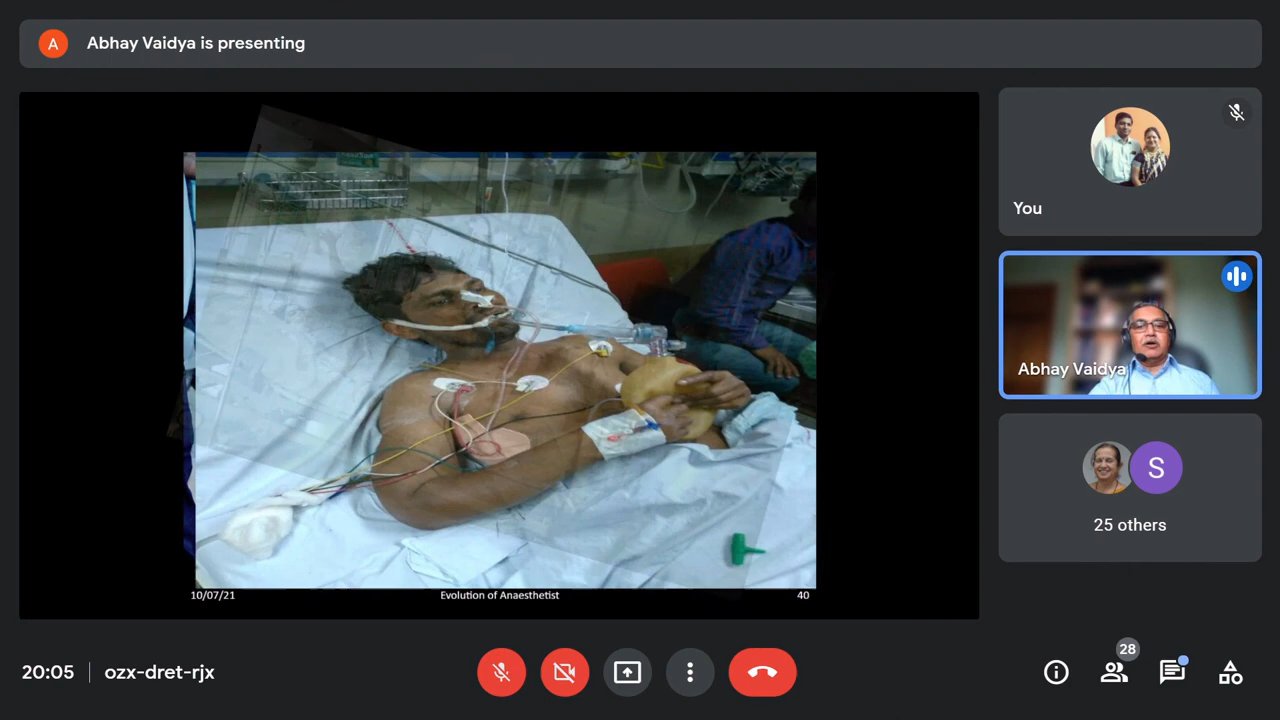 A
Abhay Vaidya is presenting
You
Abhay Vaidya
S
25 others
10/07/21
Evolution of Anaesthetist
40
20:05
ozx-dret-rjx
28